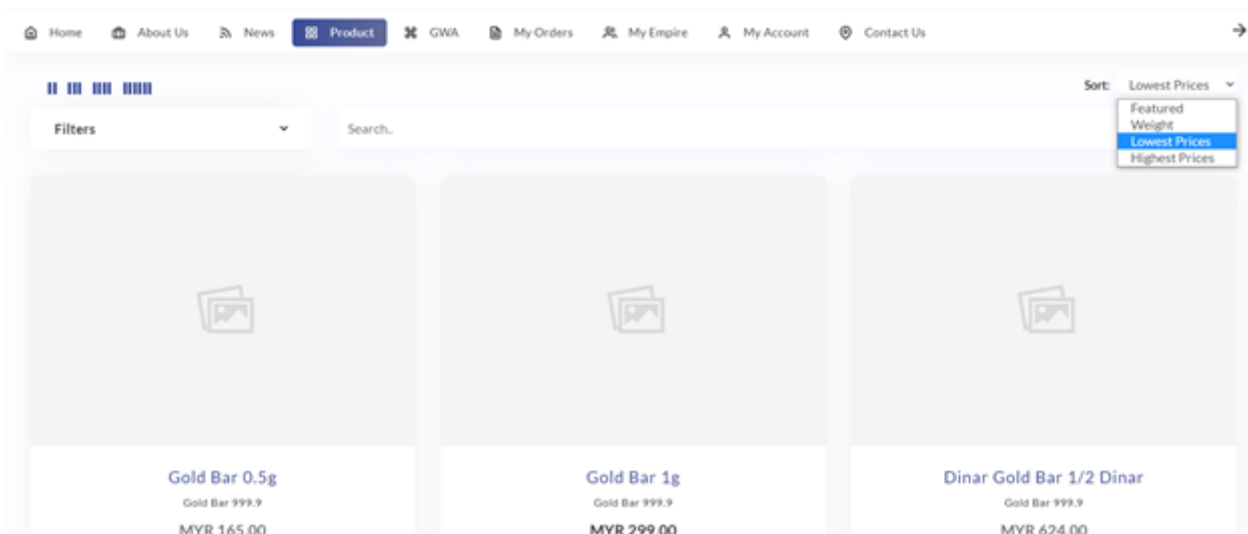 Home About Us News Product GWA My Orders My Empire My Account Contact Us
Sort: Lowest Prices
Filters Search..
Featured
Weight
Lowest Prices
Highest Prices
Gold Bar 0.5g Gold Bar 1g Dinar Gold Bar 1/2 Dinar
Gold Bar 999.9 Gold Bar 999.9 Gold Bar 999.9
MYR 165.00 MYR 299.00 MYR 624.00